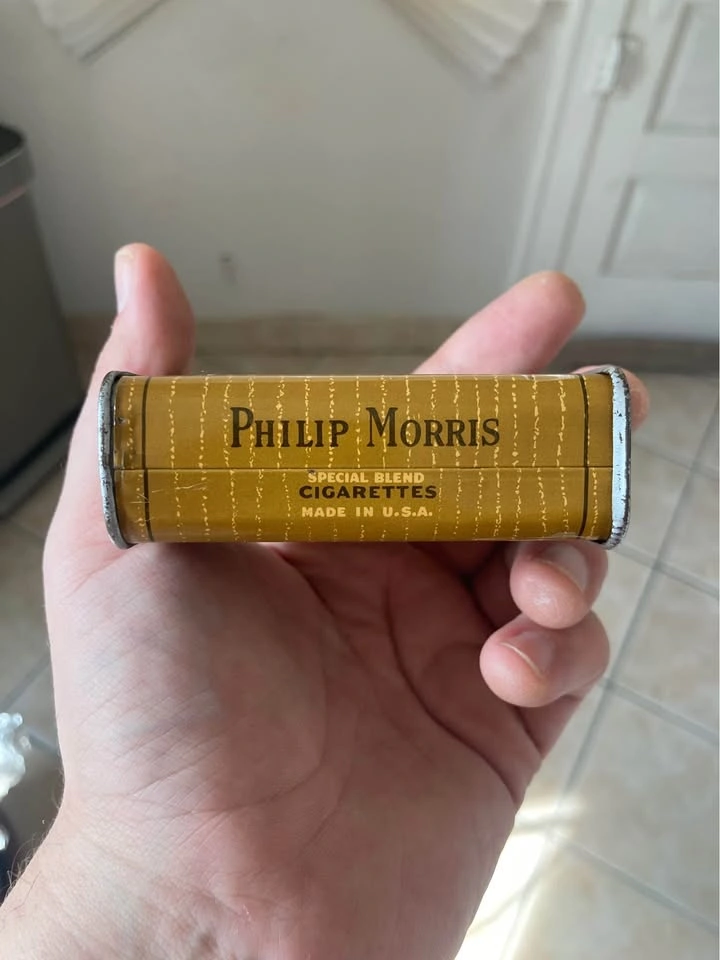 PHILIP MORRIS
SPECIAL BLEND
CIGARETTES
MADE IN U.S.A.